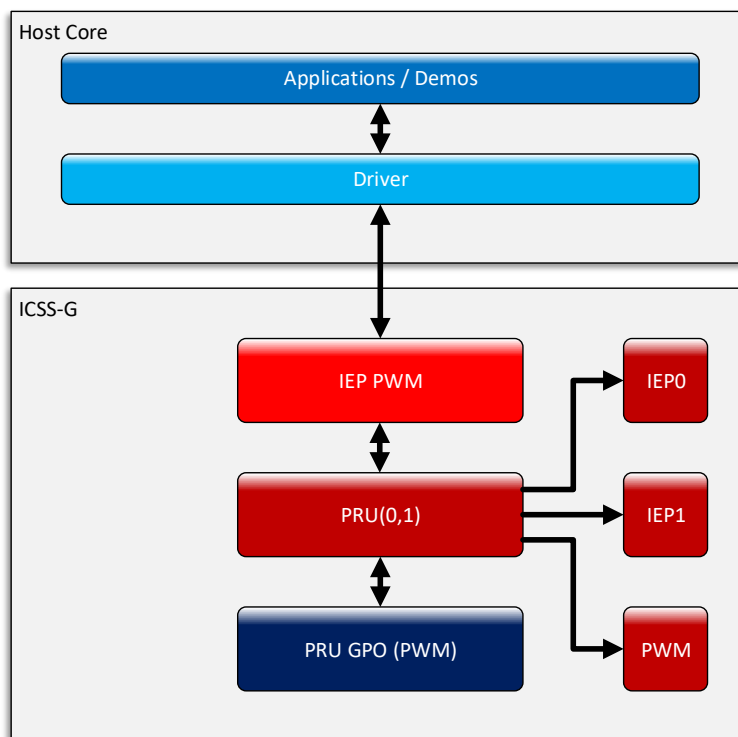 Host Core
Applications / Demos
Driver
ICSS-G
IEP PWM
IEP0
PRU(0,1)
IEP1
PRU GPO (PWM)
PWM